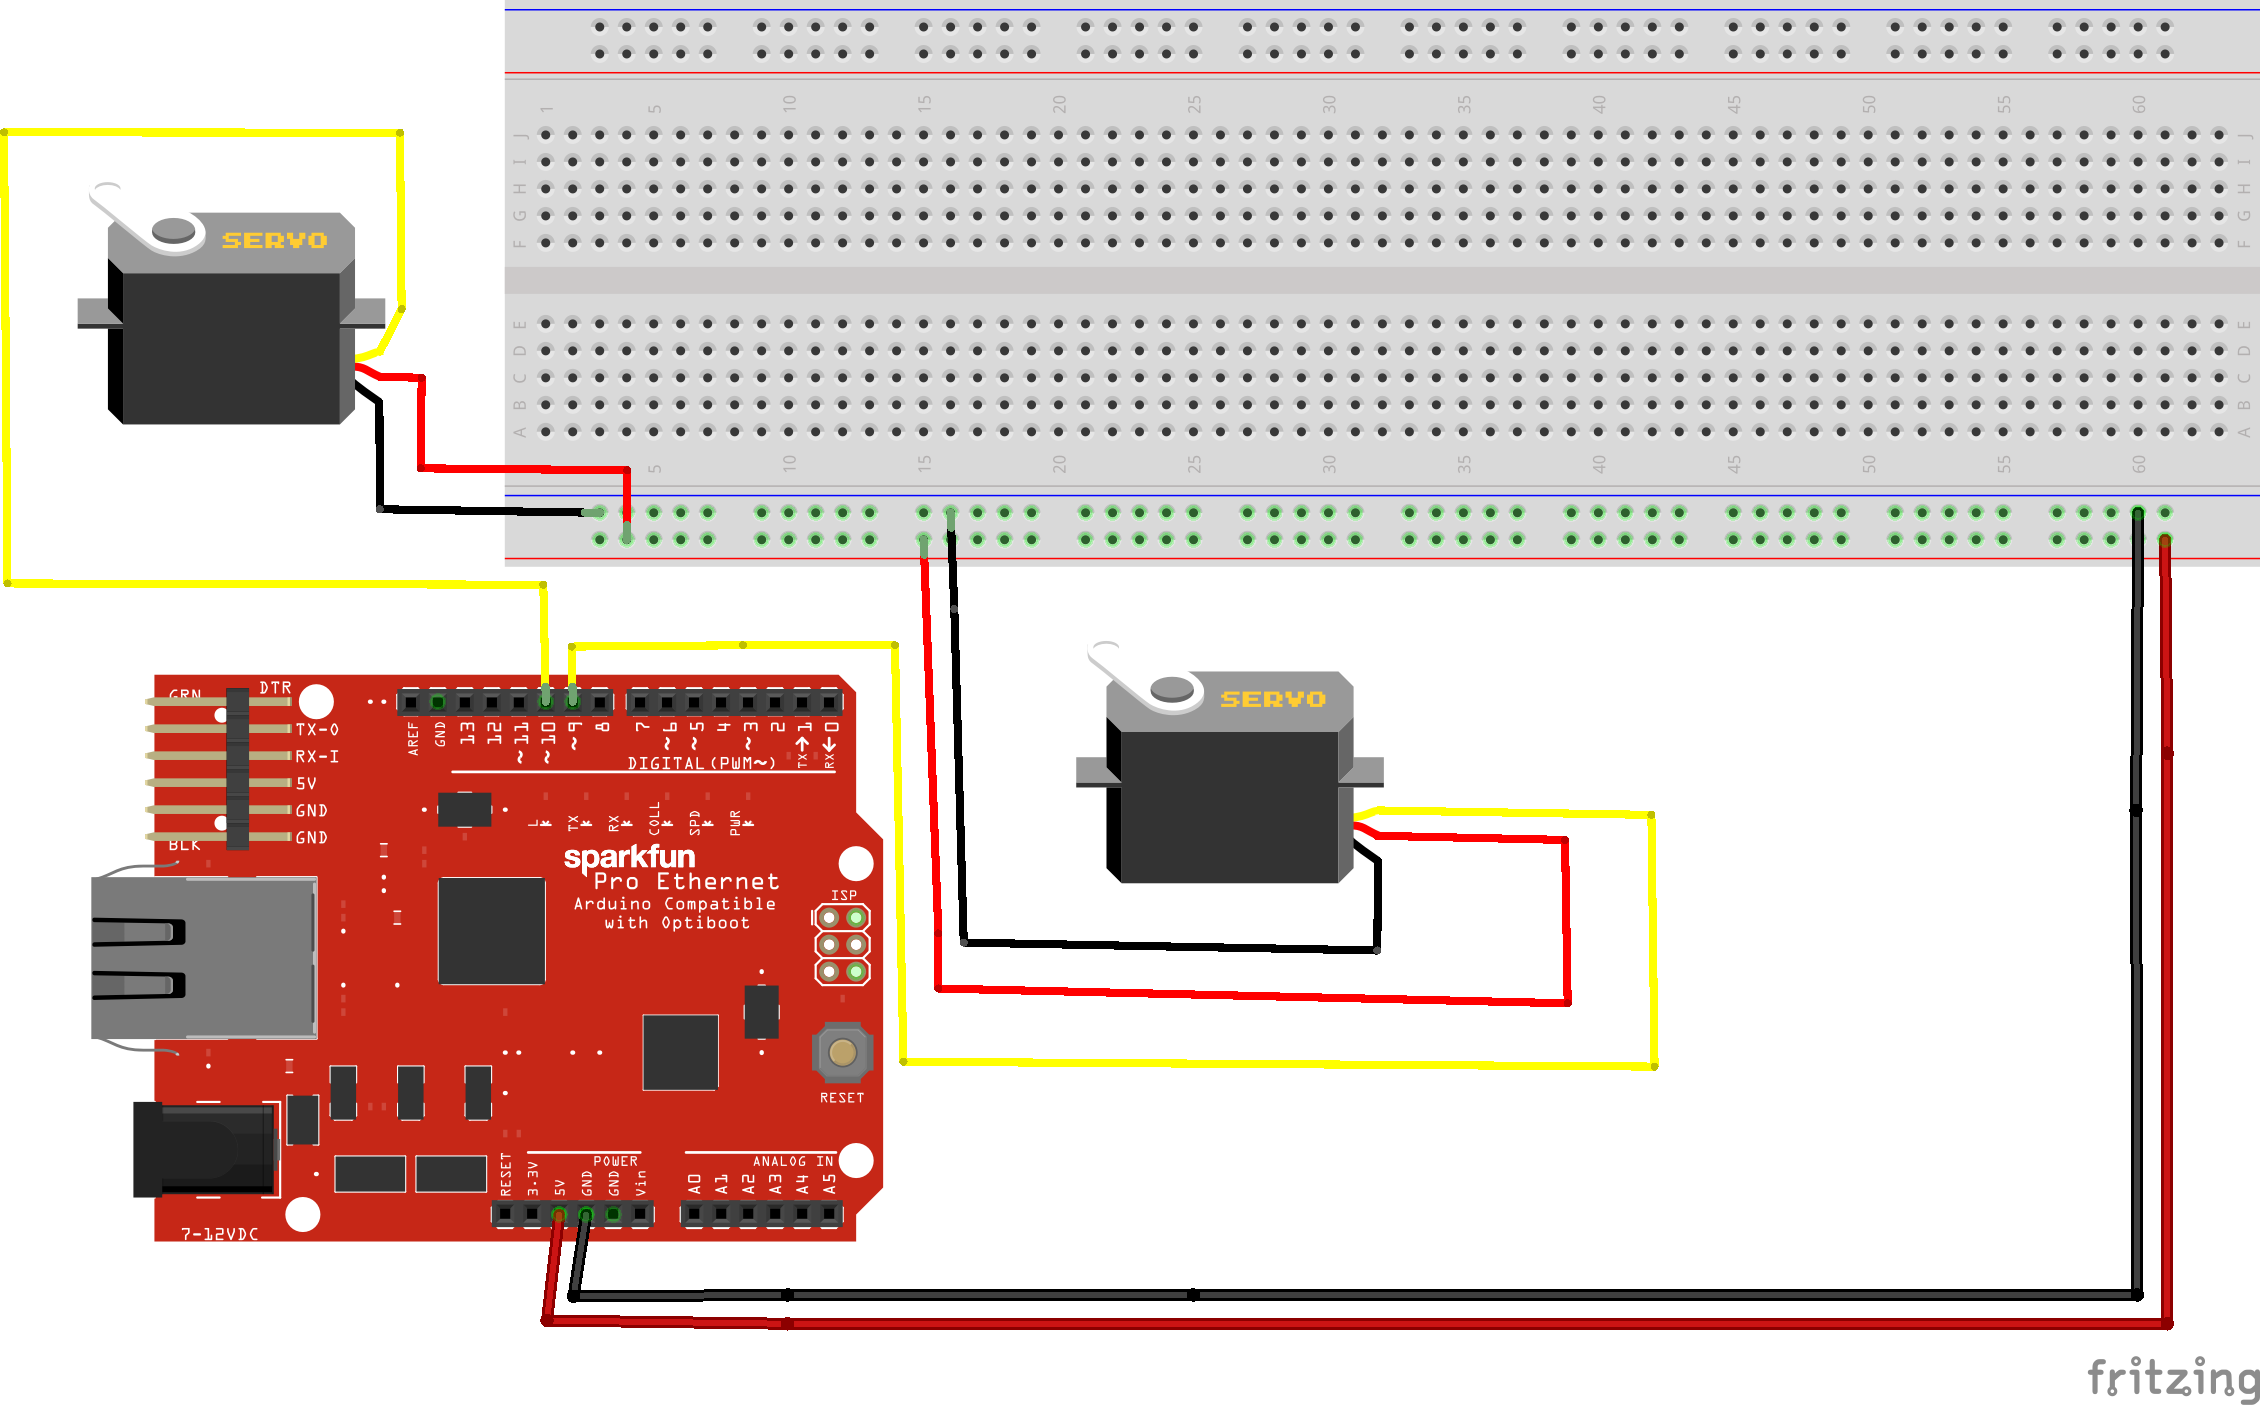 1 5 10 15 20 25 30 35 40 45 50 55 60
J J
I I
H H
G G
F F
E E
D D
C C
B B
A A
5 10 15 20 25 30 35 40 45 50 55 60
SERVO
SERVO
GRN
DTR
TX-0
RX-I
5V
GND
GND
BLK
AREF GND 13 12 ~11 ~10 ~9 8 7 ~6 ~5 4 ~3 2 TX→1 RX←0
DIGITAL (PWM~)
L TX RX COLL SPD PWR
sparkfun
Pro Ethernet
Arduino Compatible
with Optiboot
ISP
RESET
POWER
ANALOG IN
RESET 3.3V 5V GND GND Vin A0 A1 A2 A3 A4 A5
7-12VDC
fritzing